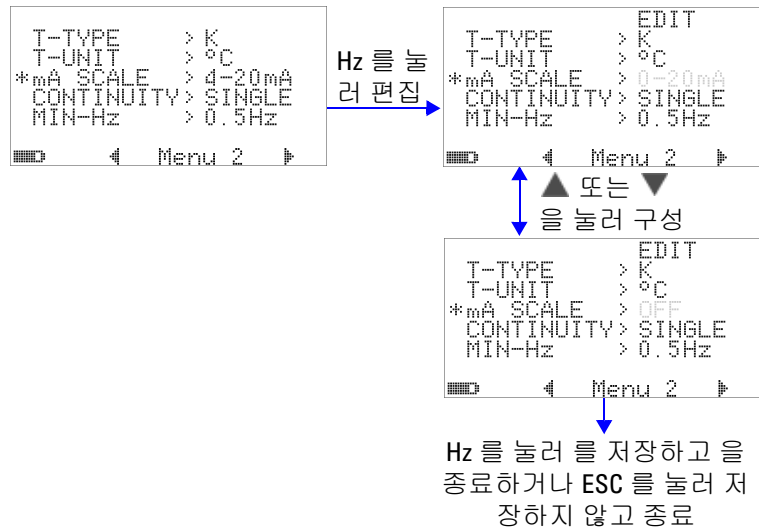 T-TYPE > K
T-UNIT > °C
*mA SCALE > 4-20mA
CONTINUITY> SINGLE
MIN-Hz > 0.5Hz
Menu 2
Hz 를 눌
러 편집
EDIT
T-TYPE > K
T-UNIT > °C
*mA SCALE > 0-20mA
CONTINUITY> SINGLE
MIN-Hz > 0.5Hz
Menu 2
▲ 또는 ▼
을 눌러 구성
EDIT
T-TYPE > K
T-UNIT > °C
*mA SCALE > OFF
CONTINUITY> SINGLE
MIN-Hz > 0.5Hz
Menu 2
Hz 를 눌러 를 저장하고 을
종료하거나 ESC 를 눌러 저
장하지 않고 종료